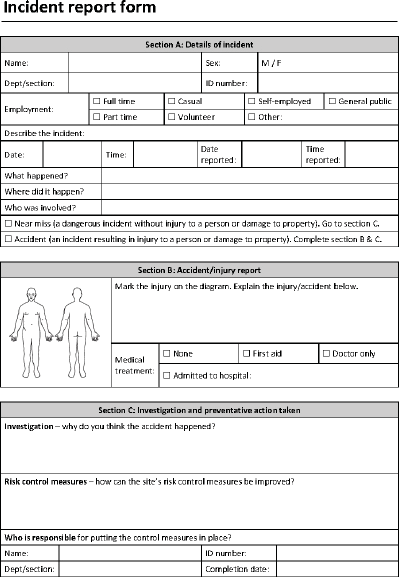 Incident report form
Section A: Details of incident
Name: Sex: M / F
Dept/section: ID number:
Employment: ☐ Full time ☐ Casual ☐ Self-employed ☐ General public
☐ Part time ☐ Volunteer ☐ Other:
Describe the incident:
Date: Time: Date reported: Time reported:
What happened?
Where did it happen?
Who was involved?
☐ Near miss (a dangerous incident without injury to a person or damage to property). Go to section C.
☐ Accident (an incident resulting in injury to a person or damage to property). Complete section B & C.
Section B: Accident/injury report
Mark the injury on the diagram. Explain the injury/accident below.
Medical treatment: ☐ None ☐ First aid ☐ Doctor only
☐ Admitted to hospital:
Section C: Investigation and preventative action taken
Investigation – why do you think the accident happened?
Risk control measures – how can the site's risk control measures be improved?
Who is responsible for putting the control measures in place?
Name: ID number:
Dept/section: Completion date: